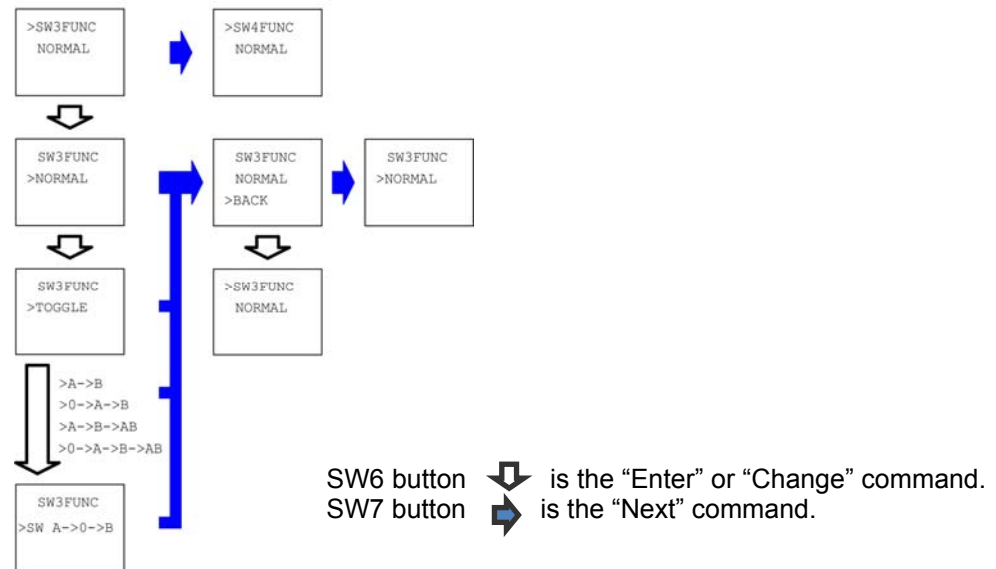 >SW3FUNC
NORMAL
>SW4FUNC
NORMAL
SW3FUNC
>NORMAL
SW3FUNC
NORMAL
>BACK
SW3FUNC
>NORMAL
SW3FUNC
>TOGGLE
>SW3FUNC
NORMAL
>A->B
>0->A->B
>A->B->AB
>0->A->B->AB
SW3FUNC
>SW A->0->B
SW6 button is the “Enter” or “Change” command.
SW7 button is the “Next” command.